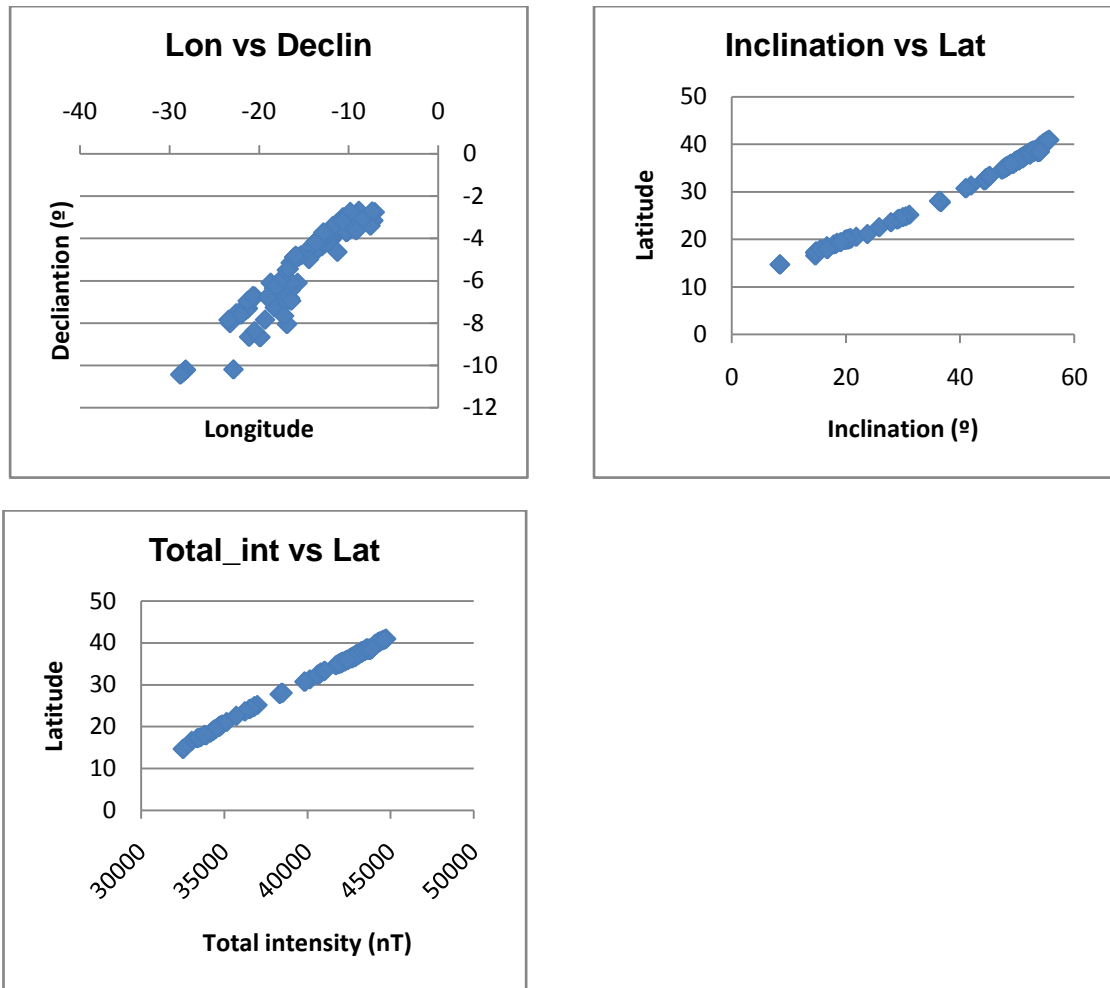 Lon vs Declin
-40 -30 -20 -10 0
0
-2
-4
-6
-8
-10
-12
Decliantion (º)
Longitude
Inclination vs Lat
50
40
30
20
10
0
Latitude
0 20 40 60
Inclination (º)
Total_int vs Lat
50
40
30
20
10
0
Latitude
30000 35000 40000 45000 50000
Total intensity (nT)